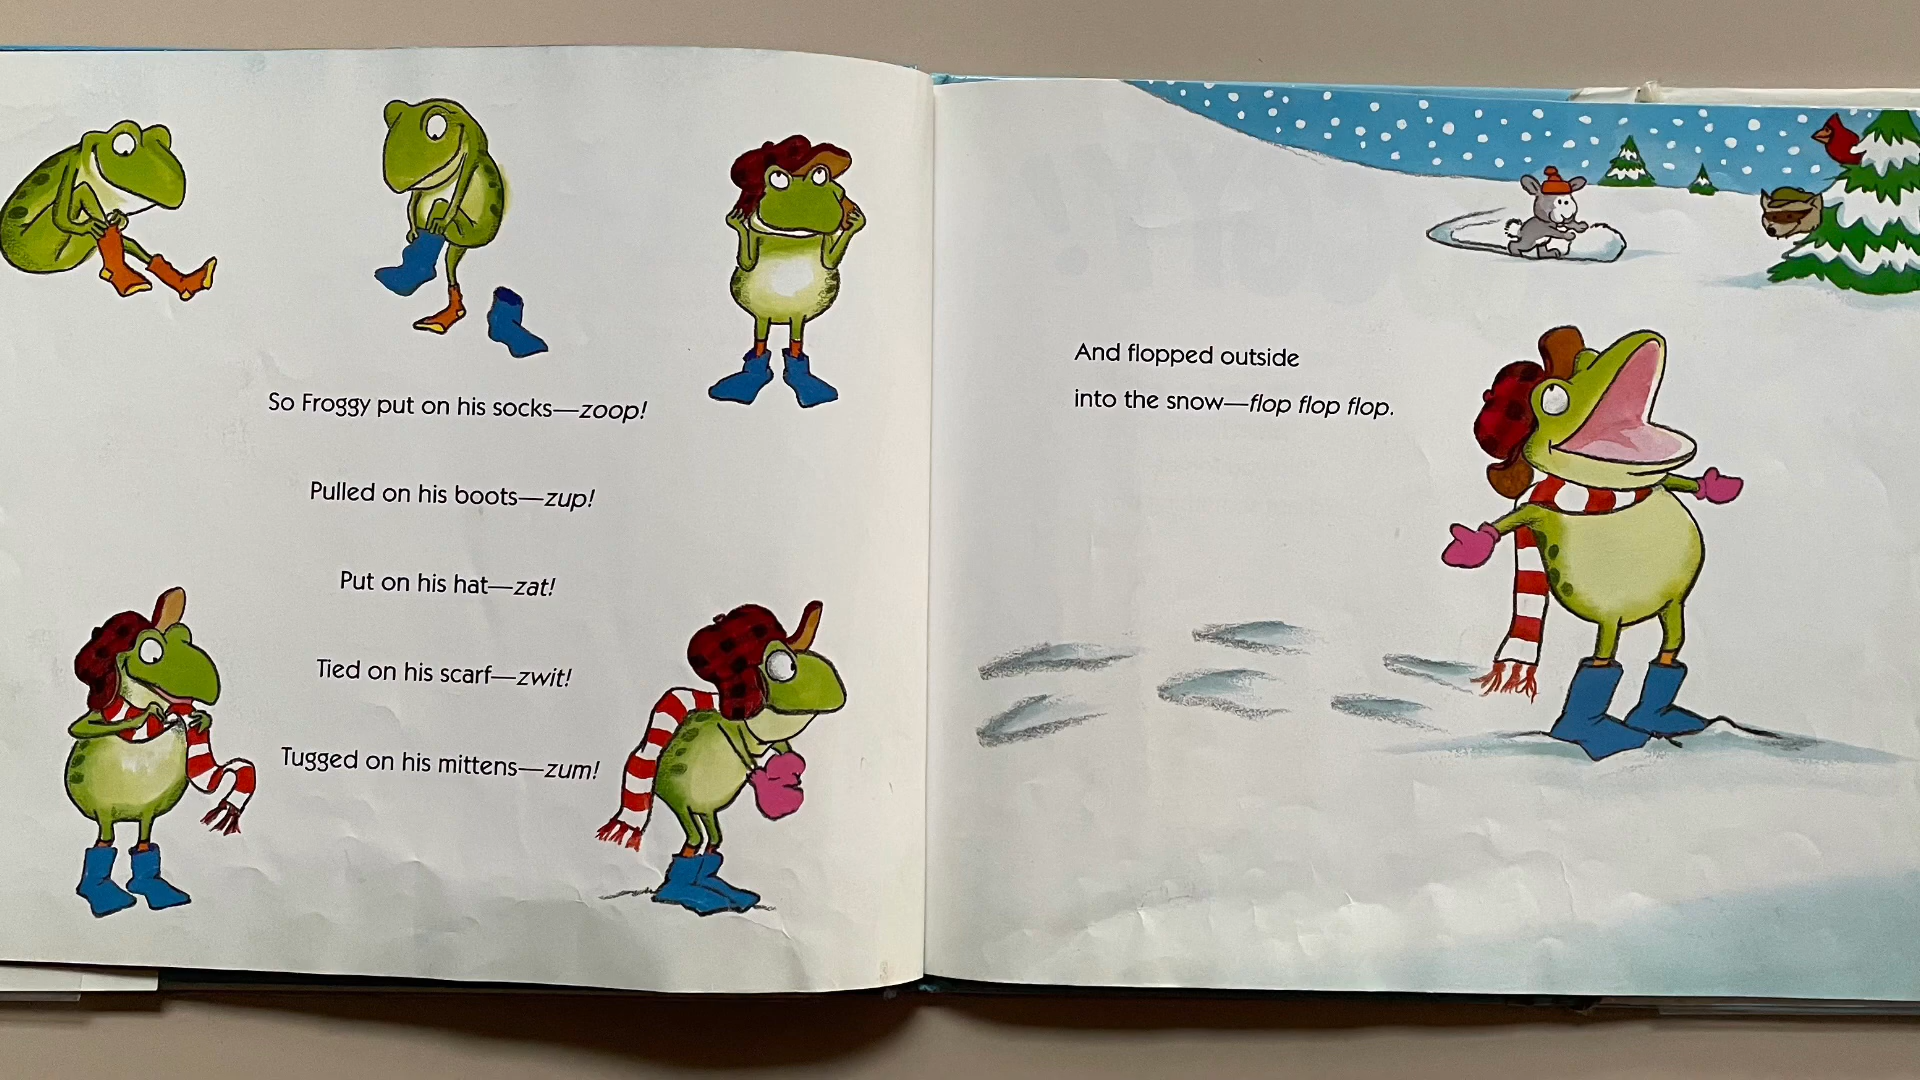 So Froggy put on his socks—zoop!
Pulled on his boots—zup!
Put on his hat—zat!
Tied on his scarf—zwit!
Tugged on his mittens—zum!
And flopped outside
into the snow—flop flop flop.